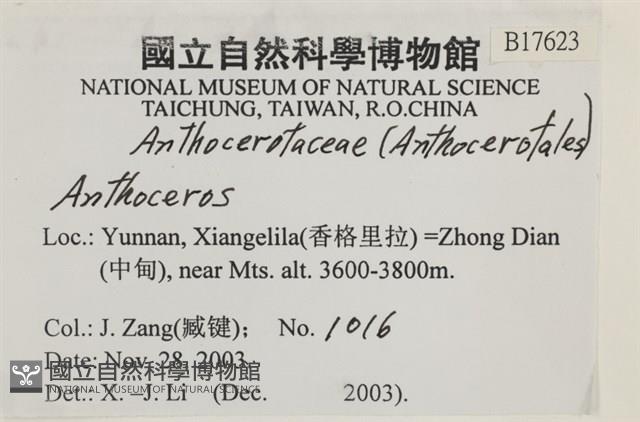 國立自然科學博物館
B17623
NATIONAL MUSEUM OF NATURAL SCIENCE
TAICHUNG, TAIWAN, R.O.CHINA
Anthocerotaceae (Anthocerotales)
Anthoceros
Loc.: Yunnan, Xiangelila(香格里拉) =Zhong Dian
(中甸), near Mts. alt. 3600-3800m.
Col.: J. Zang(臧键); No. 1016
Date: Nov. 28, 2003
國立自然科學博物館
NATIONAL MUSEUM OF NATURAL SCIENCE
Det.: X. –J. Li (Dec. 2003).